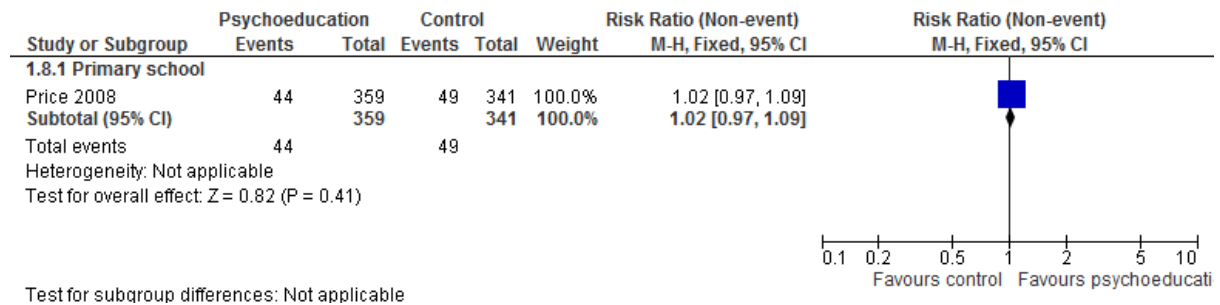 Psychoeducation Control Risk Ratio (Non-event) Risk Ratio (Non-event)
Study or Subgroup Events Total Events Total Weight M-H, Fixed, 95% CI M-H, Fixed, 95% CI
1.8.1 Primary school
Price 2008 44 359 49 341 100.0% 1.02 [0.97, 1.09]
Subtotal (95% CI) 359 341 100.0% 1.02 [0.97, 1.09]
Total events 44 49
Heterogeneity: Not applicable
Test for overall effect: Z = 0.82 (P = 0.41)
0.1 0.2 0.5 1 2 5 10
Favours control Favours psychoeducati
Test for subgroup differences: Not applicable